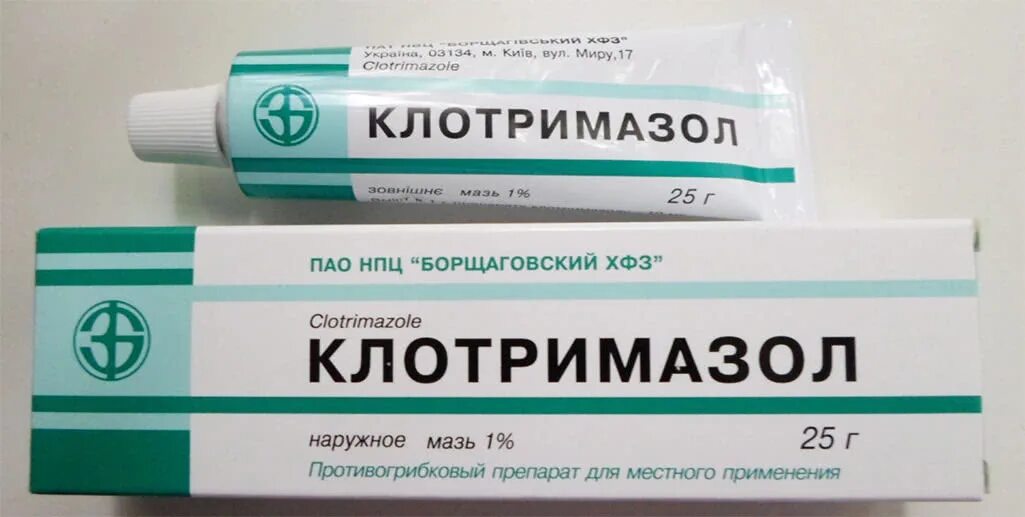 ПАТ НПЦ "БОРЩАГІВСЬКИЙ ХФЗ"
Україна, 03134, м. Київ, вул. Миру,17
Clotrimazole
КЛОТРИМАЗОЛ
зовнішнє мазь 1% 25 г
ПАО НПЦ "БОРЩАГОВСКИЙ ХФЗ"
Clotrimazole
КЛОТРИМАЗОЛ
наружное мазь 1% 25 г
Противогрибковый препарат для местного применения